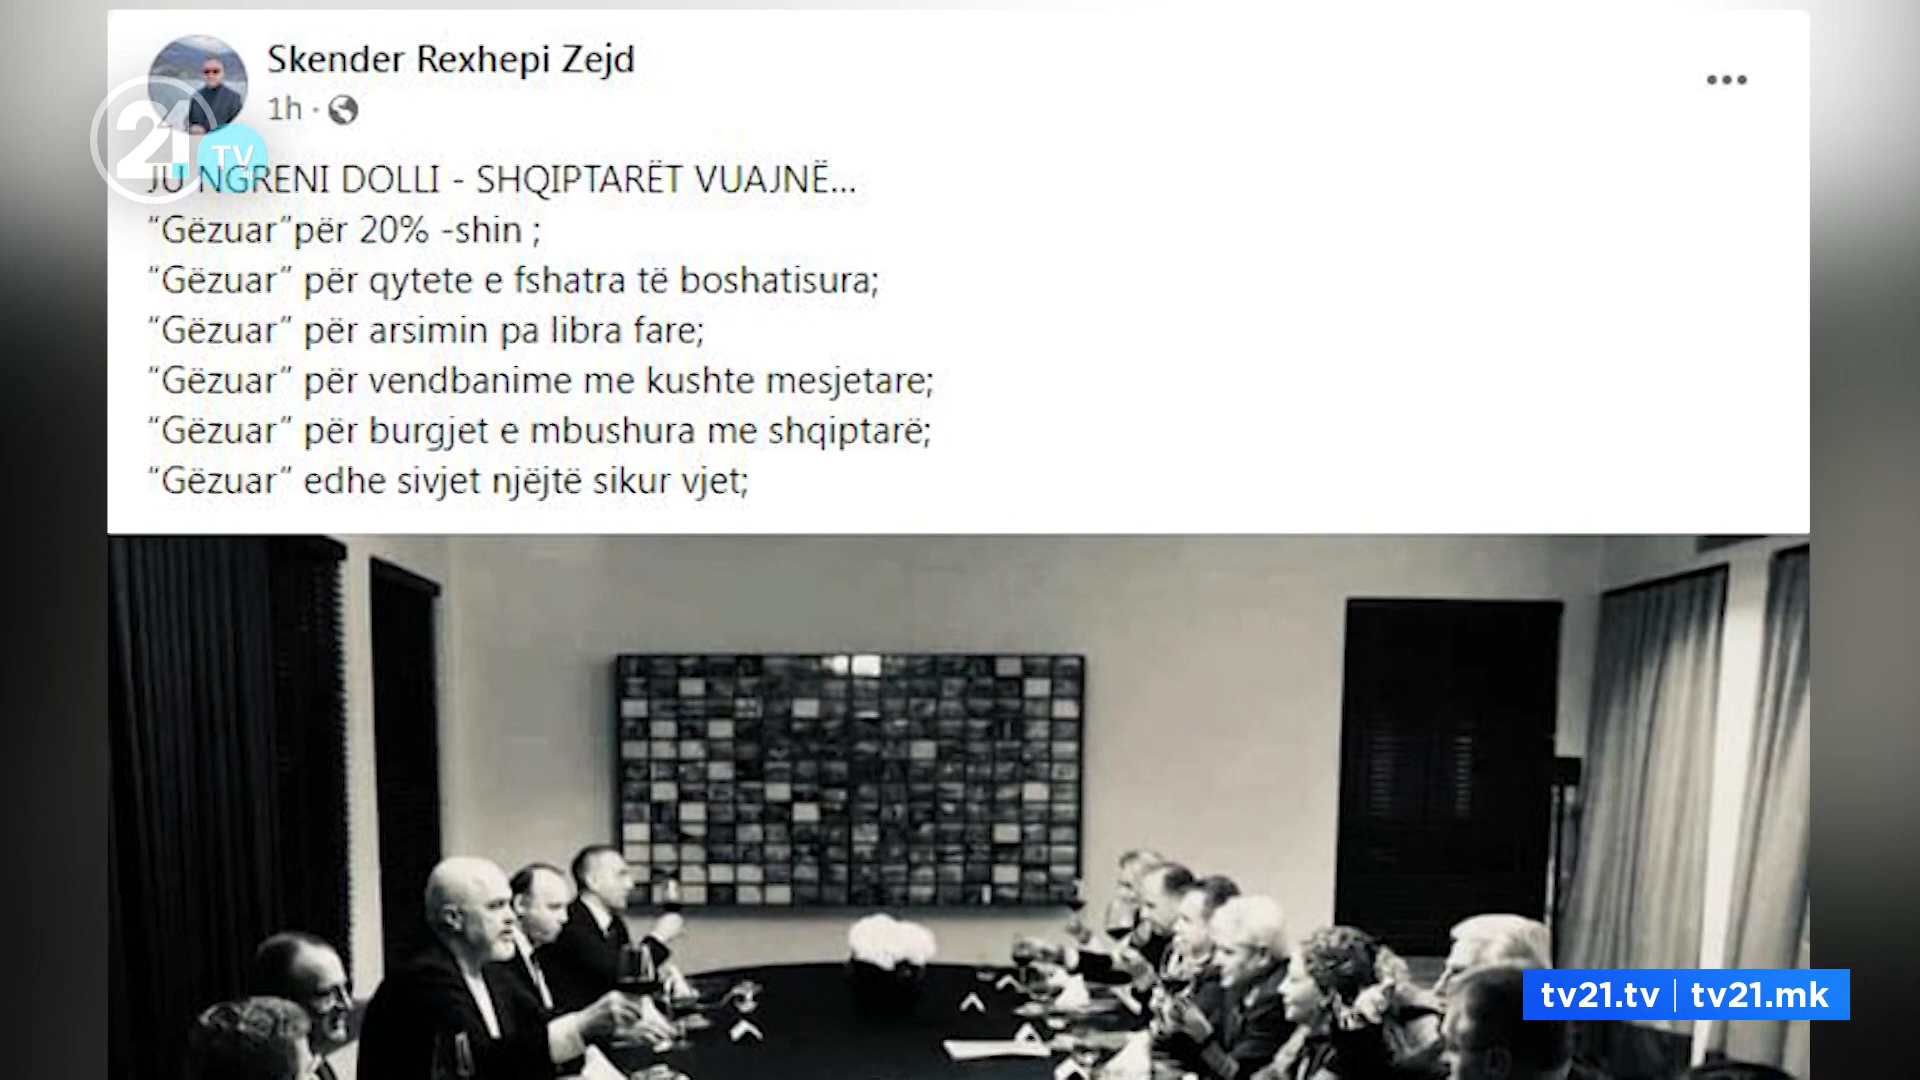 Skender Rexhepi Zejd
1h ·
21
TV
JU NGRENI DOLLI - SHQIPTARËT VUAJNË...
“Gëzuar”për 20% -shin ;
“Gëzuar” për qytete e fshatra të boshatisura;
“Gëzuar” për arsimin pa libra fare;
“Gëzuar” për vendbanime me kushte mesjetare;
“Gëzuar” për burgjet e mbushura me shqiptarë;
“Gëzuar” edhe sivjet njëjtë sikur vjet;
tv21.tv | tv21.mk